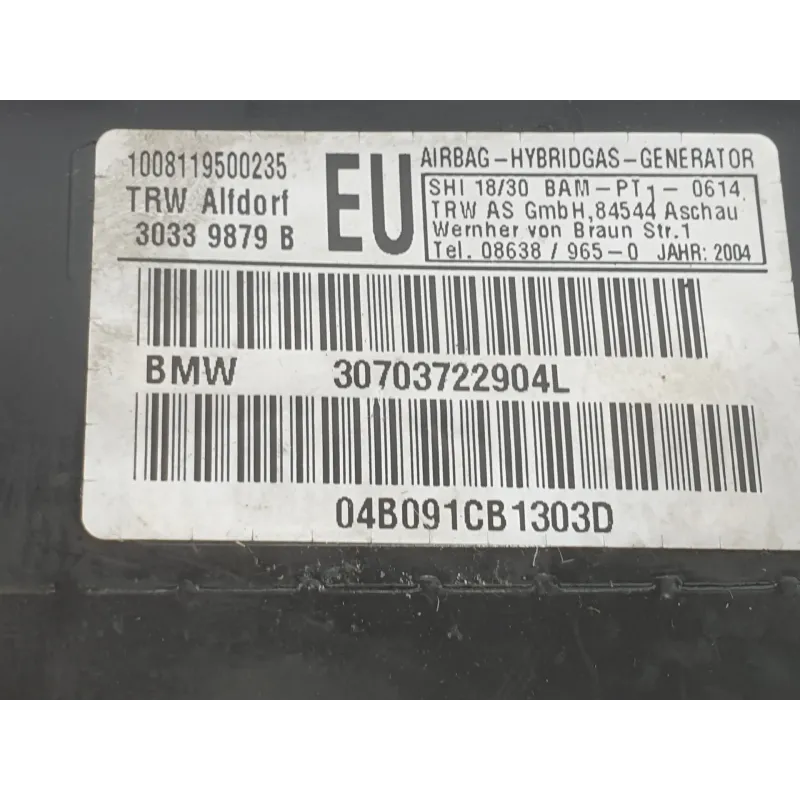 1008119500235
TRW Alfdorf
3033 9879 B
EU
AIRBAG-HYBRIDGAS-GENERATOR
SHI 18/30 BAM-PT1-0614
TRW AS GmbH,84544 Aschau
Wernher von Braun Str.1
Tel. 08638 / 965-0 JAHR: 2004
BMW 30703722904L
04B091CB1303D